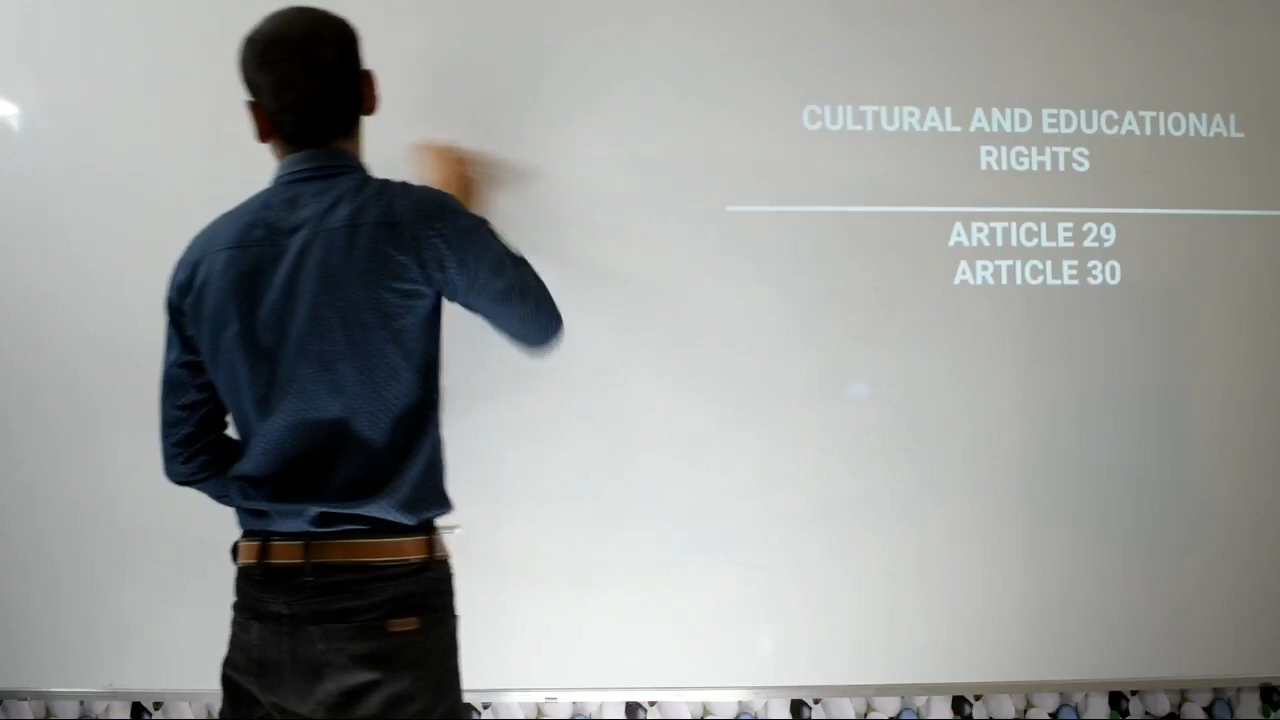 CULTURAL AND EDUCATIONAL
RIGHTS
ARTICLE 29
ARTICLE 30